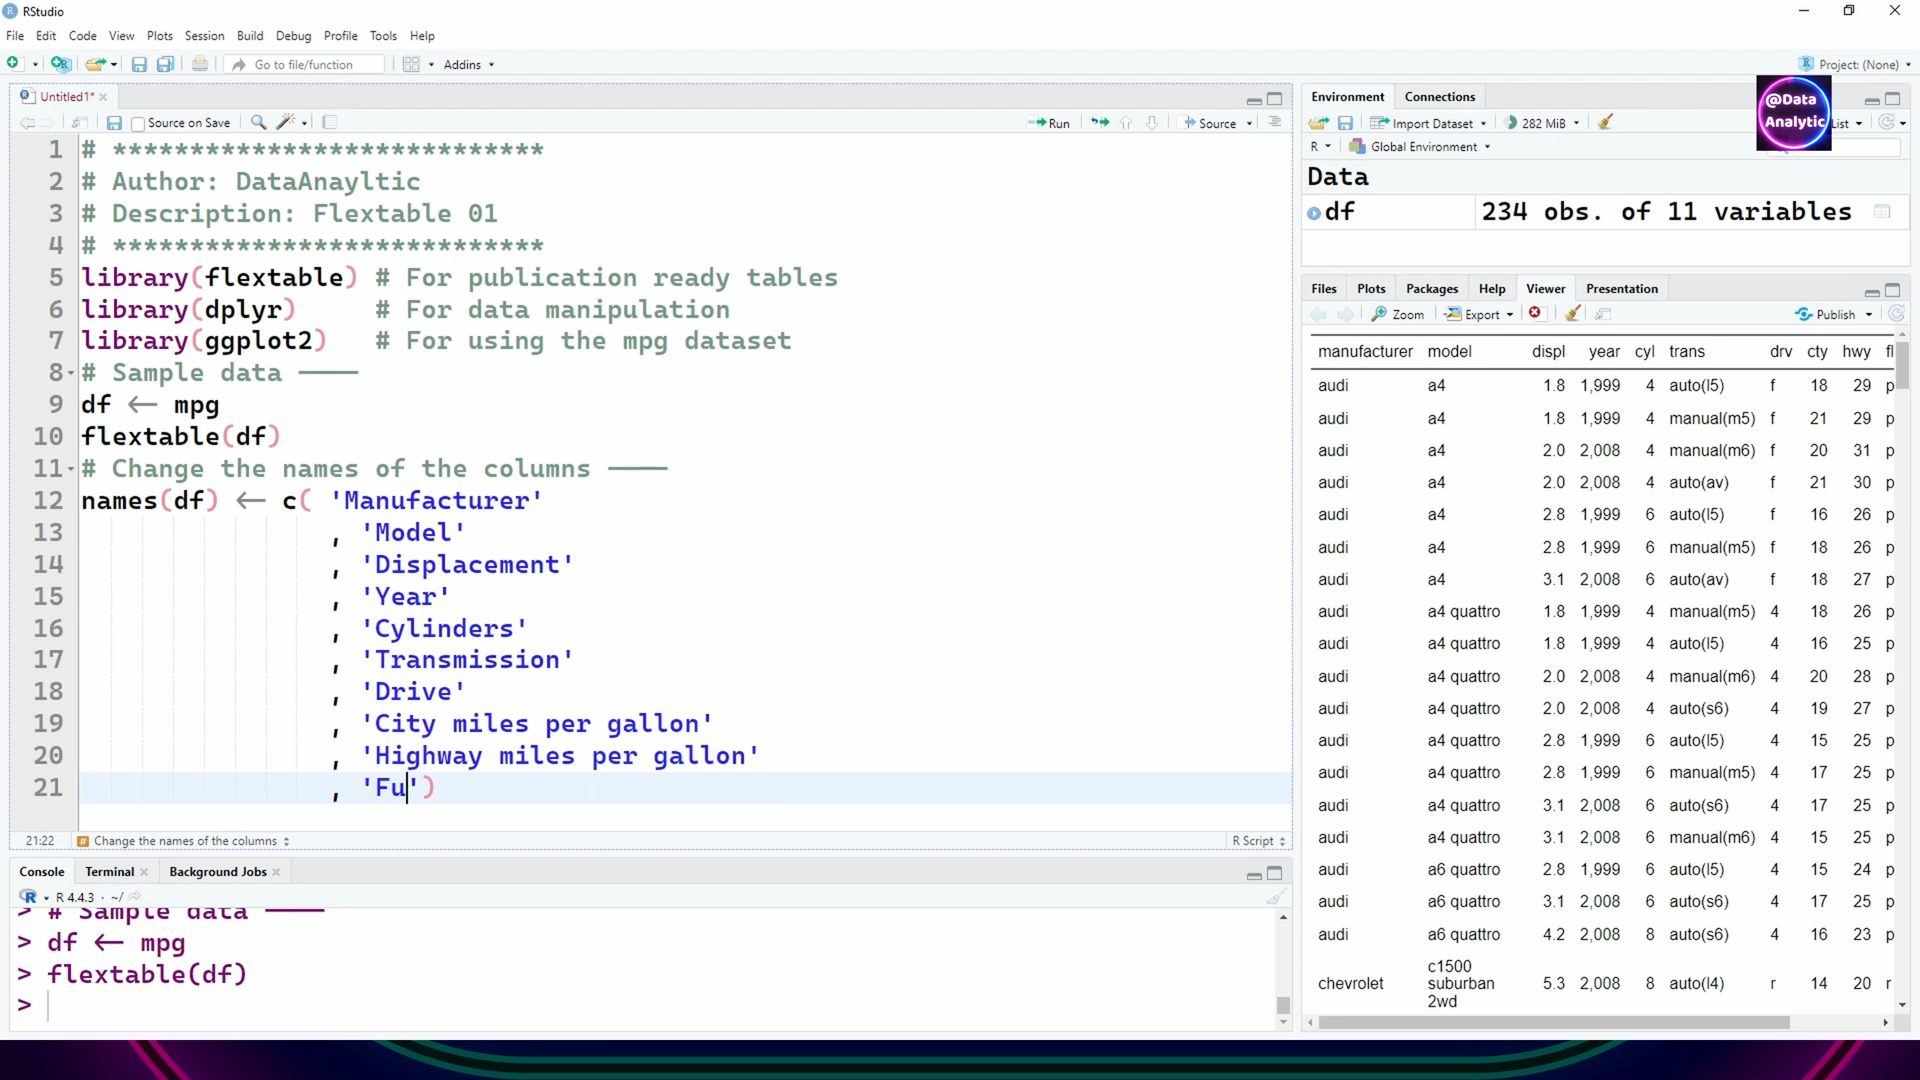 RStudio
File Edit Code View Plots Session Build Debug Profile Tools Help
Go to file/function Addins Project: (None)
Untitled1*
Source on Save Run Source
1 # ****************************
2 # Author: DataAnayltic
3 # Description: Flextable 01
4 # ****************************
5 library(flextable) # For publication ready tables
6 library(dplyr) # For data manipulation
7 library(ggplot2) # For using the mpg dataset
8 # Sample data ----
9 df <- mpg
10 flextable(df)
11 # Change the names of the columns ----
12 names(df) <- c( 'Manufacturer'
13 , 'Model'
14 , 'Displacement'
15 , 'Year'
16 , 'Cylinders'
17 , 'Transmission'
18 , 'Drive'
19 , 'City miles per gallon'
20 , 'Highway miles per gallon'
21 , 'Fu')
21:22 # Change the names of the columns R Script
Console Terminal Background Jobs
R R 4.4.3 · ~/
> # Sample data ----
> df <- mpg
> flextable(df)
>
Environment Connections
@Data
Analytic
Import Dataset 282 MiB List
R Global Environment
Data
df 234 obs. of 11 variables
Files Plots Packages Help Viewer Presentation
Zoom Export Publish
manufacturer model displ year cyl trans drv cty hwy fl
audi a4 1.8 1,999 4 auto(l5) f 18 29 p
audi a4 1.8 1,999 4 manual(m5) f 21 29 p
audi a4 2.0 2,008 4 manual(m6) f 20 31 p
audi a4 2.0 2,008 4 auto(av) f 21 30 p
audi a4 2.8 1,999 6 auto(l5) f 16 26 p
audi a4 2.8 1,999 6 manual(m5) f 18 26 p
audi a4 3.1 2,008 6 auto(av) f 18 27 p
audi a4 quattro 1.8 1,999 4 manual(m5) 4 18 26 p
audi a4 quattro 1.8 1,999 4 auto(l5) 4 16 25 p
audi a4 quattro 2.0 2,008 4 manual(m6) 4 20 28 p
audi a4 quattro 2.0 2,008 4 auto(s6) 4 19 27 p
audi a4 quattro 2.8 1,999 6 auto(l5) 4 15 25 p
audi a4 quattro 2.8 1,999 6 manual(m5) 4 17 25 p
audi a4 quattro 3.1 2,008 6 auto(s6) 4 17 25 p
audi a4 quattro 3.1 2,008 6 manual(m6) 4 15 25 p
audi a6 quattro 2.8 1,999 6 auto(l5) 4 15 24 p
audi a6 quattro 3.1 2,008 6 auto(s6) 4 17 25 p
audi a6 quattro 4.2 2,008 8 auto(s6) 4 16 23 p
c1500
chevrolet suburban 5.3 2,008 8 auto(l4) r 14 20 r
2wd